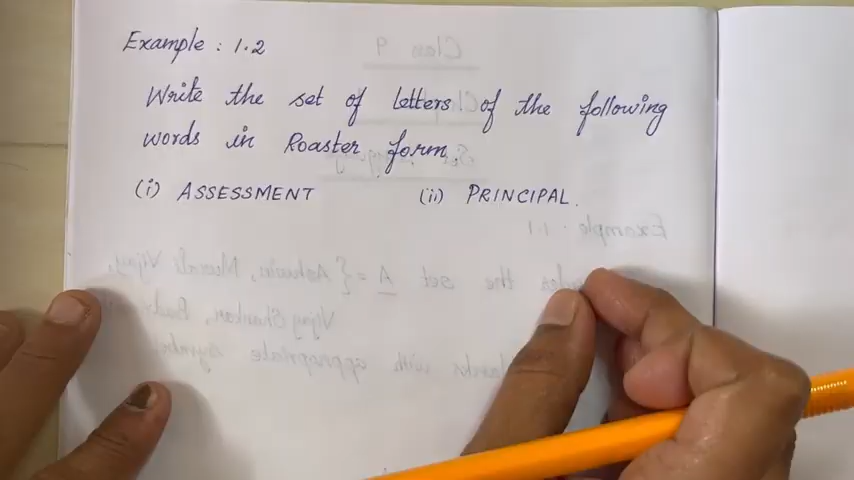 Example : 1.2
Write the set of letters of the following
words in Roaster form.
(i) ASSESSMENT (ii) PRINCIPAL.